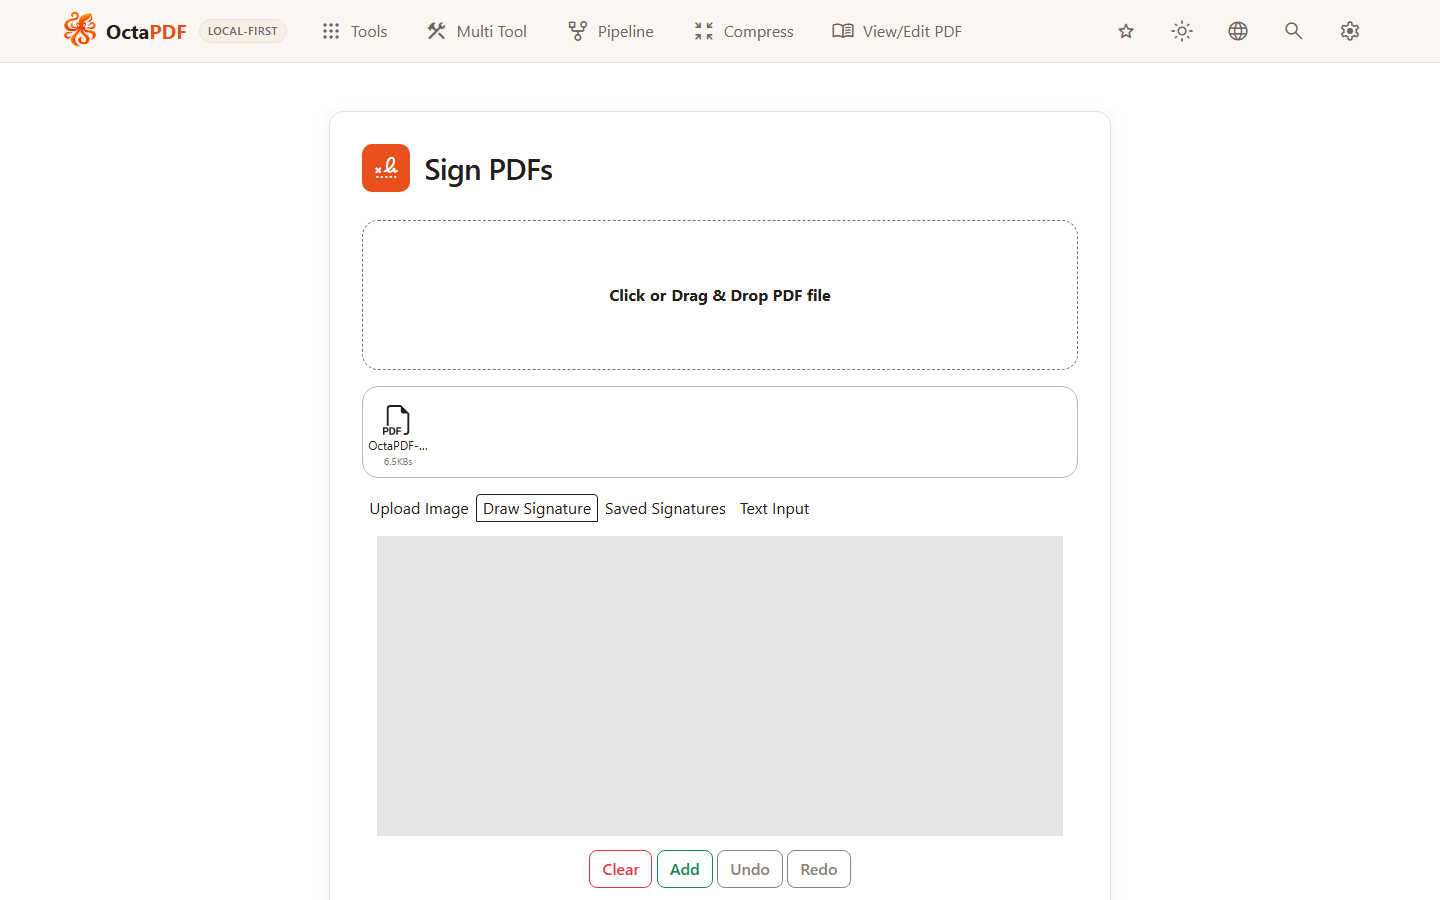 OctaPDF LOCAL-FIRST Tools Multi Tool Pipeline Compress View/Edit PDF
Sign PDFs
Click or Drag & Drop PDF file
PDF
OctaPDF-...
6.5KBs
Upload Image Draw Signature Saved Signatures Text Input
Clear Add Undo Redo